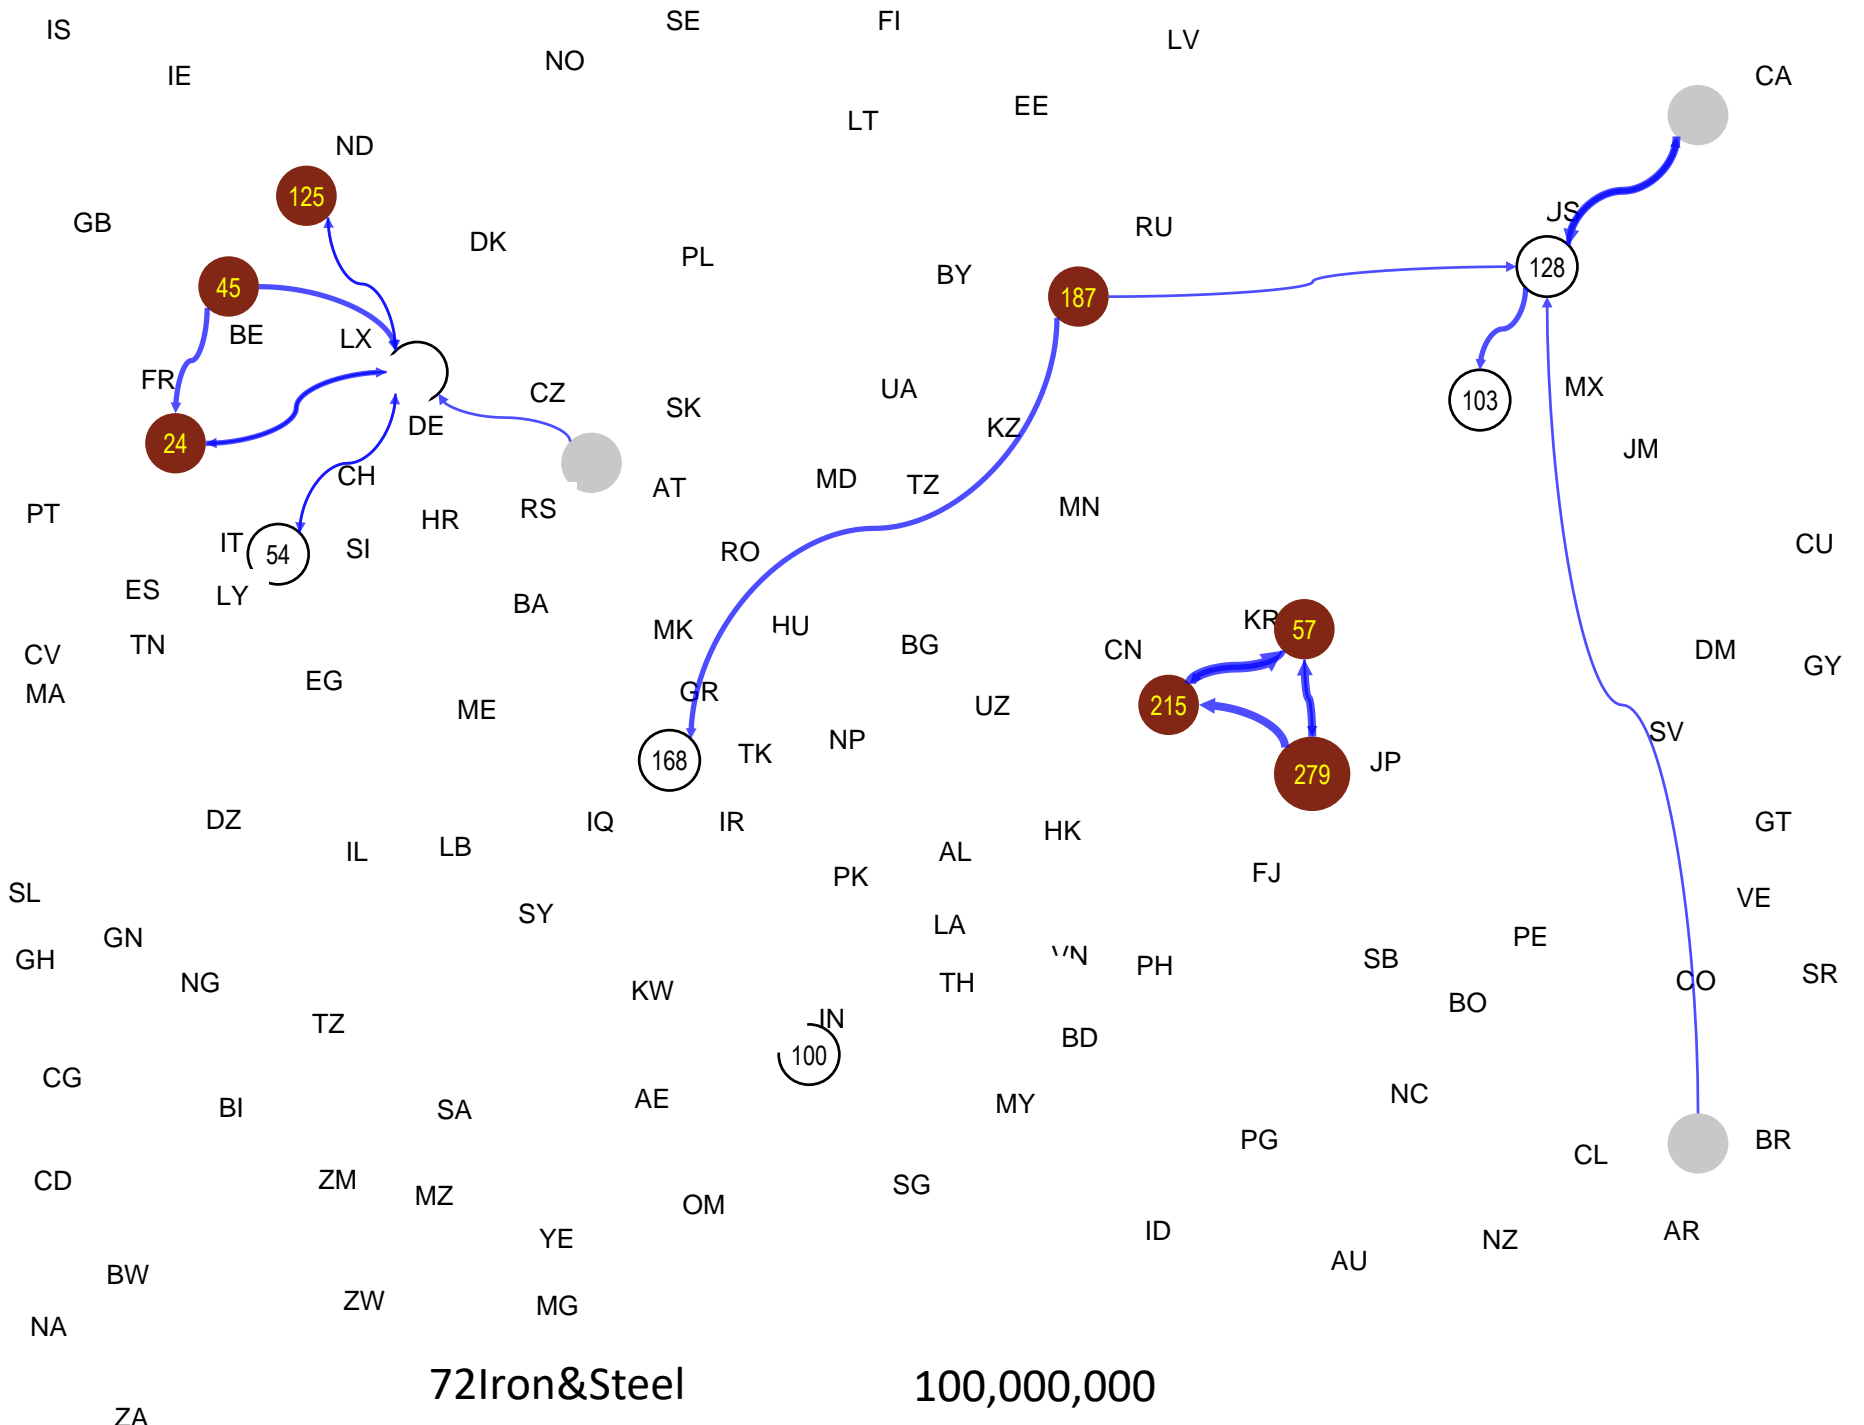 SE
FI
IS
LV
NO
IE
CA
EE
LT
ND
125
JS
GB
RU
DK
PL
128
BY
45
187
BE
LX
FR
CZ
UA
MX
103
SK
DE
KZ
24
JM
CH
MD
TZ
AT
MN
RS
PT
HR
IT
54
SI
RO
CU
ES
LY
BA
KR
57
HU
MK
TN
BG
CN
DM
CV
GY
EG
GR
MA
215
UZ
ME
SV
NP
TK
168
JP
279
DZ
IQ
IR
GT
HK
LB
IL
AL
FJ
PK
SL
VE
SY
LA
GN
PE
VN
GH
SB
PH
SR
NG
TH
CO
KW
BO
IN
TZ
BD
100
CG
NC
AE
MY
BI
SA
PG
BR
CL
CD
ZM
SG
MZ
OM
ID
AR
YE
NZ
AU
BW
ZW
MG
NA
72Iron&Steel
100,000,000
ZA